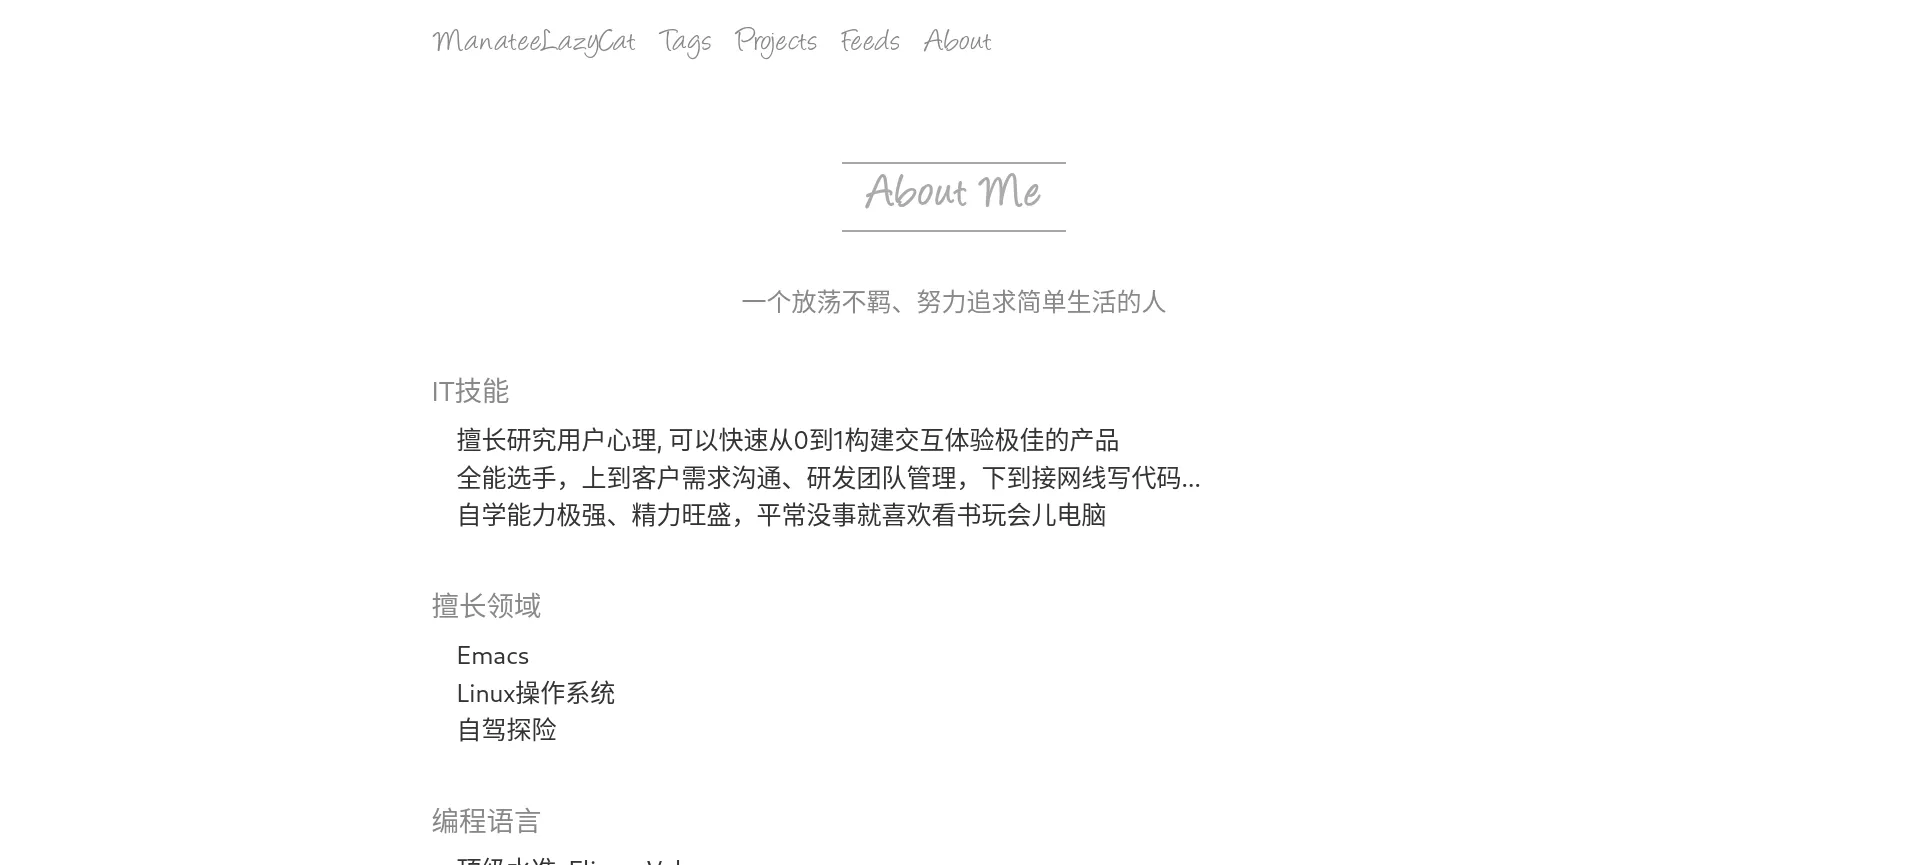 ManateeLazyCat Tags Projects Feeds About
About Me
一个放荡不羁、努力追求简单生活的人
IT技能
擅长研究用户心理, 可以快速从0到1构建交互体验极佳的产品
全能选手，上到客户需求沟通、研发团队管理，下到接网线写代码...
自学能力极强、精力旺盛，平常没事就喜欢看书玩会儿电脑
擅长领域
Emacs
Linux操作系统
自驾探险
编程语言